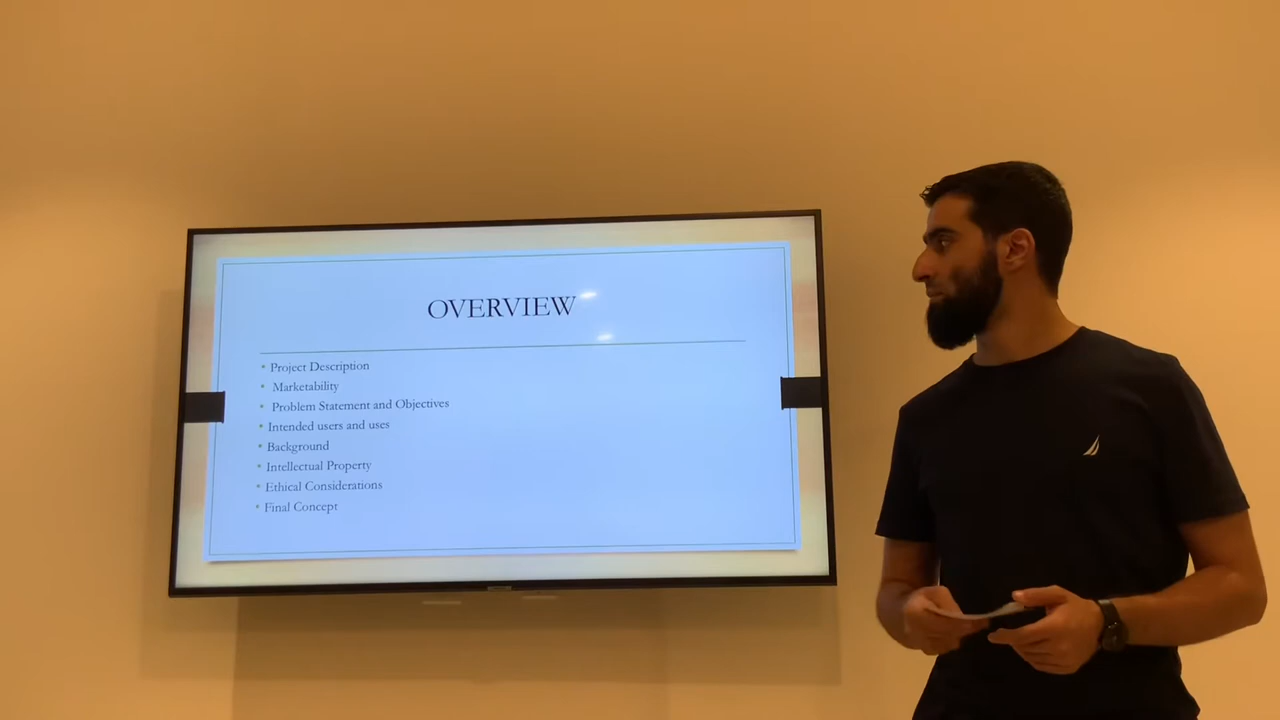 OVERVIEW
• Project Description
• Marketability
• Problem Statement and Objectives
• Intended users and uses
• Background
• Intellectual Property
• Ethical Considerations
• Final Concept